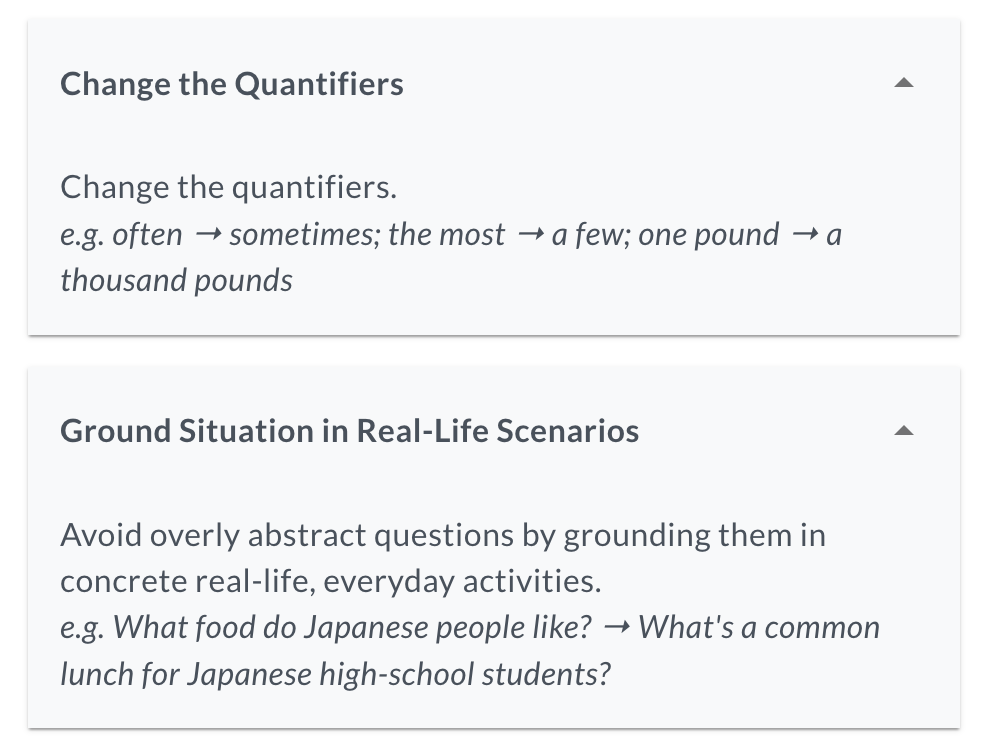 Change the Quantifiers
Change the quantifiers.
e.g. often → sometimes; the most → a few; one pound → a
thousand pounds
Ground Situation in Real-Life Scenarios
Avoid overly abstract questions by grounding them in
concrete real-life, everyday activities.
e.g. What food do Japanese people like? → What's a common
lunch for Japanese high-school students?